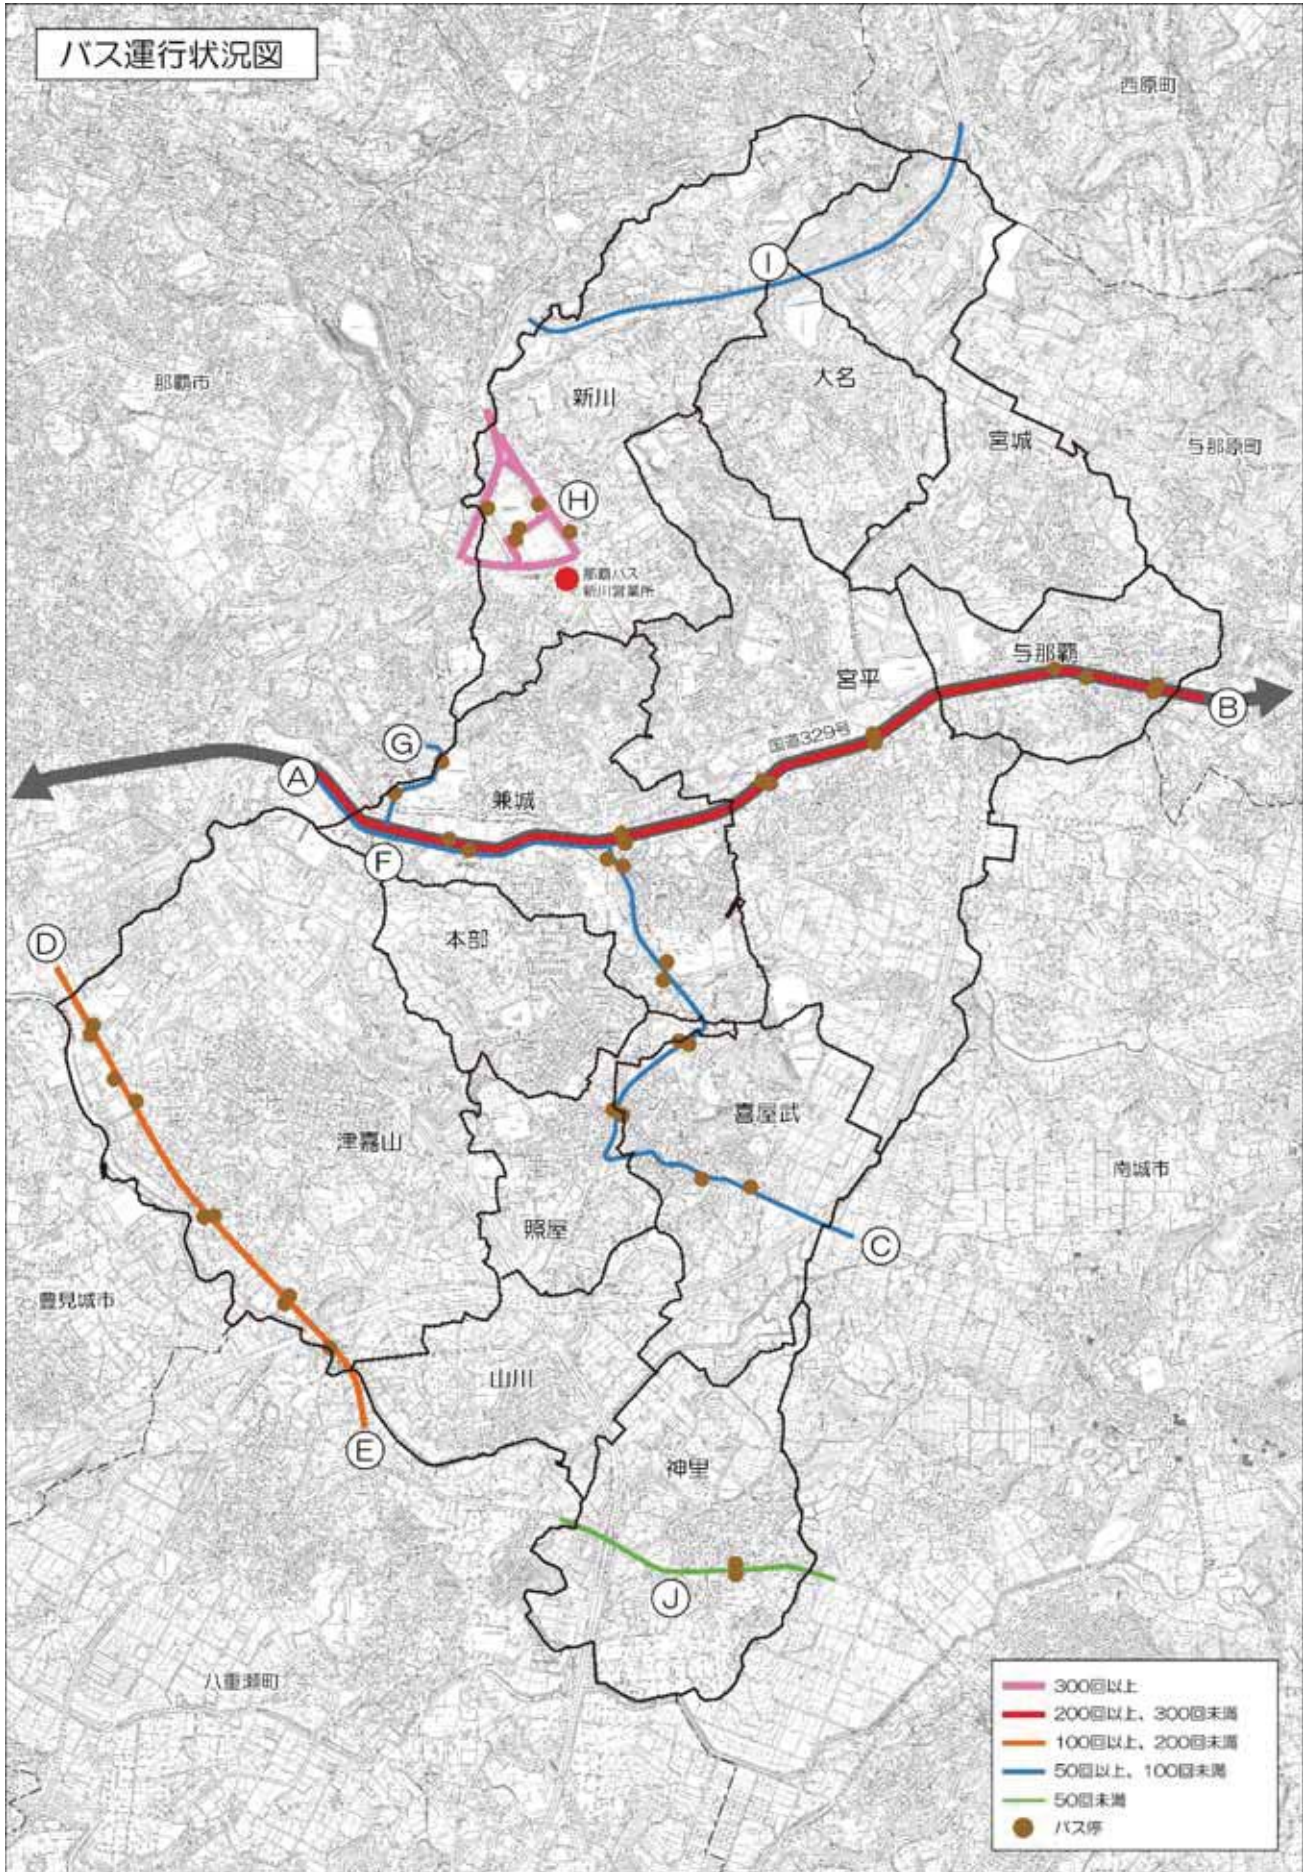 バス運行状況図
西原町
I
那覇市
大名
新川
宮城
与那原町
H
那覇バス
新川営業所
与那覇
宮平
B
国道329号
G
A
兼城
F
D
本部
喜屋武
津嘉山
南城市
照屋
C
豊見城市
山川
E
神里
J
八重瀬町
300回以上
200回以上、300回未満
100回以上、200回未満
50回以上、100回未満
50回未満
バス停